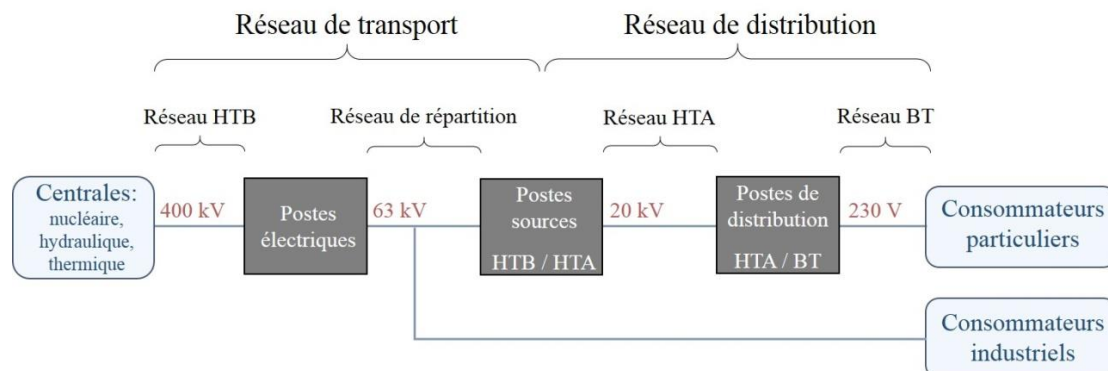 Réseau de transport
Réseau de distribution
Réseau HTB
Réseau de répartition
Réseau HTA
Réseau BT
Centrales:
nucléaire,
hydraulique,
thermique
400 kV
Postes
électriques
63 kV
Postes
sources
HTB / HTA
20 kV
Postes de
distribution
HTA / BT
230 V
Consommateurs
particuliers
Consommateurs
industriels